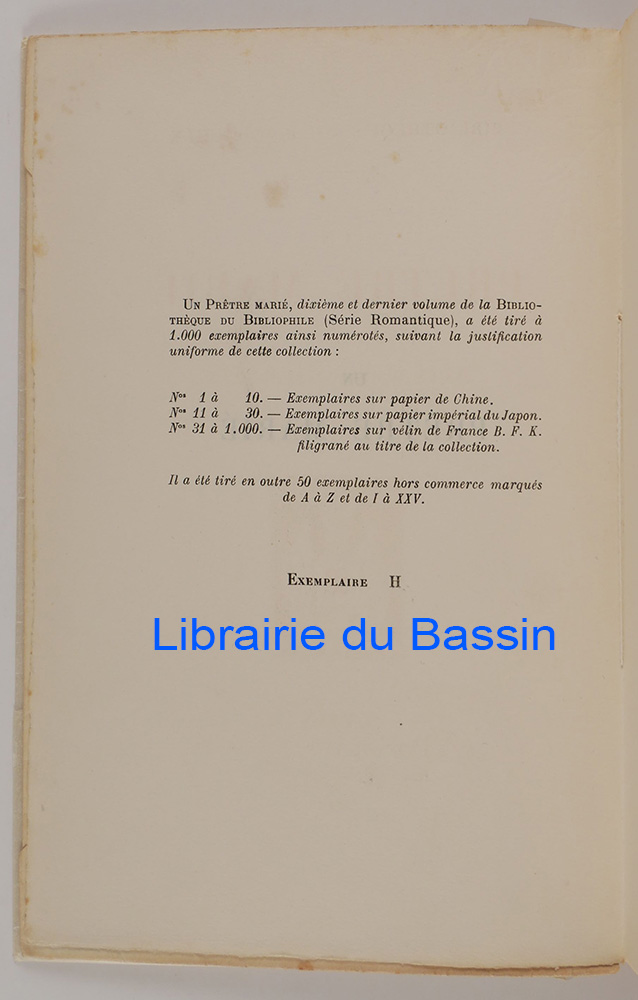 Un Prêtre marié, dixième et dernier volume de la Biblio-
thèque du Bibliophile (Série Romantique), a été tiré à
1.000 exemplaires ainsi numérotés, suivant la justification
uniforme de cette collection :
Nos 1 à 10. — Exemplaires sur papier de Chine.
Nos 11 à 30. — Exemplaires sur papier impérial du Japon.
Nos 31 à 1.000. — Exemplaires sur vélin de France B. F. K.
filigrané au titre de la collection.
Il a été tiré en outre 50 exemplaires hors commerce marqués
de A à Z et de I à XXV.
Exemplaire H
Librairie du Bassin